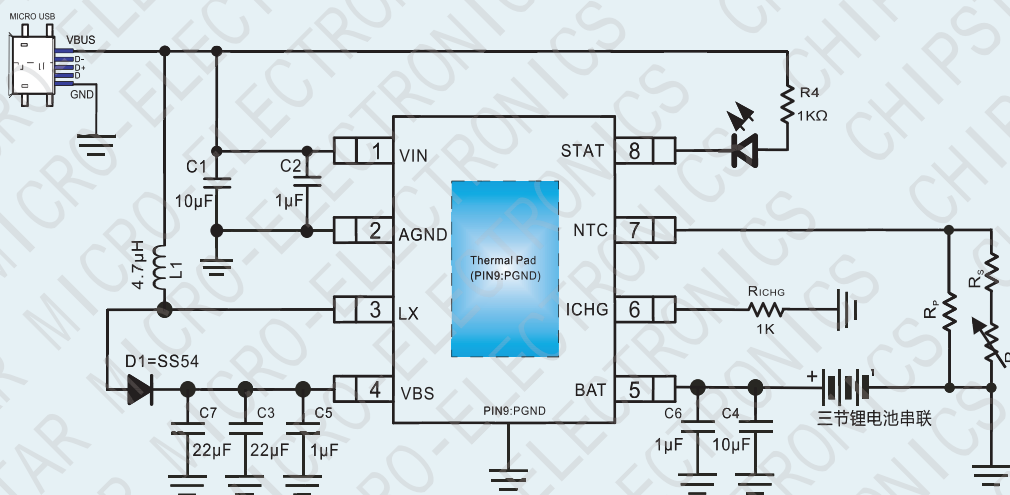 MICRO USB
VBUS
D-
D+
D
GND
R4
1KΩ
C1
10μF
C2
1μF
1
VIN
STAT
8
2
AGND
NTC
7
Thermal Pad
(PIN9:PGND)
4.7μH
L1
3
LX
ICHG
6
RICHG
1K
RP
RS
R
D1=SS54
4
VBS
BAT
5
PIN9:PGND
C7
22μF
C3
22μF
C5
1μF
C6
1μF
C4
10μF
+
-
三节锂电池串联
MICRO-ELECTRONICS
CHIPSTAR